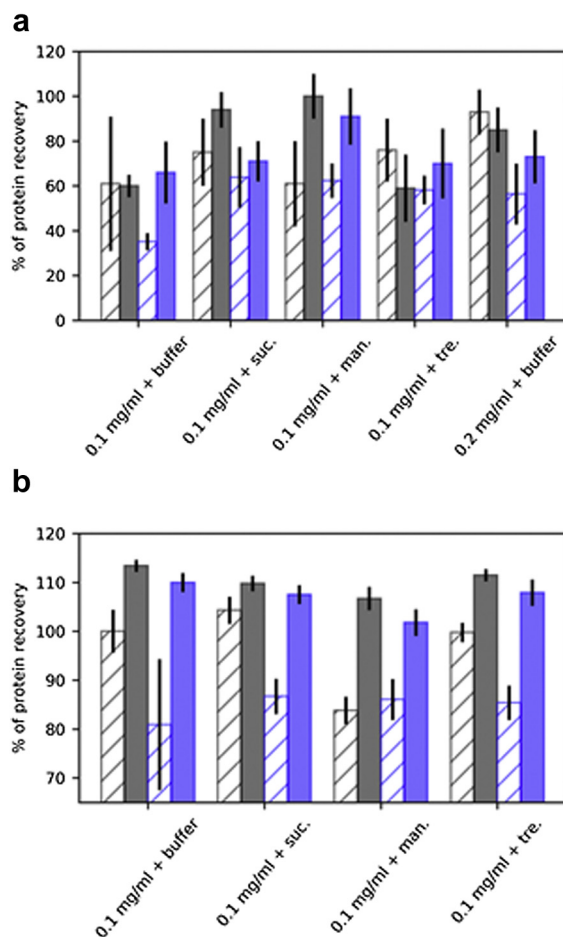 a
120
100
80
60
40
20
0
% of protein recovery
0.1 mg/ml + buffer
0.1 mg/ml + suc.
0.1 mg/ml + man.
0.1 mg/ml + tre.
0.2 mg/ml + buffer
b
120
110
100
90
80
70
% of protein recovery
0.1 mg/ml + buffer
0.1 mg/ml + suc.
0.1 mg/ml + man.
0.1 mg/ml + tre.